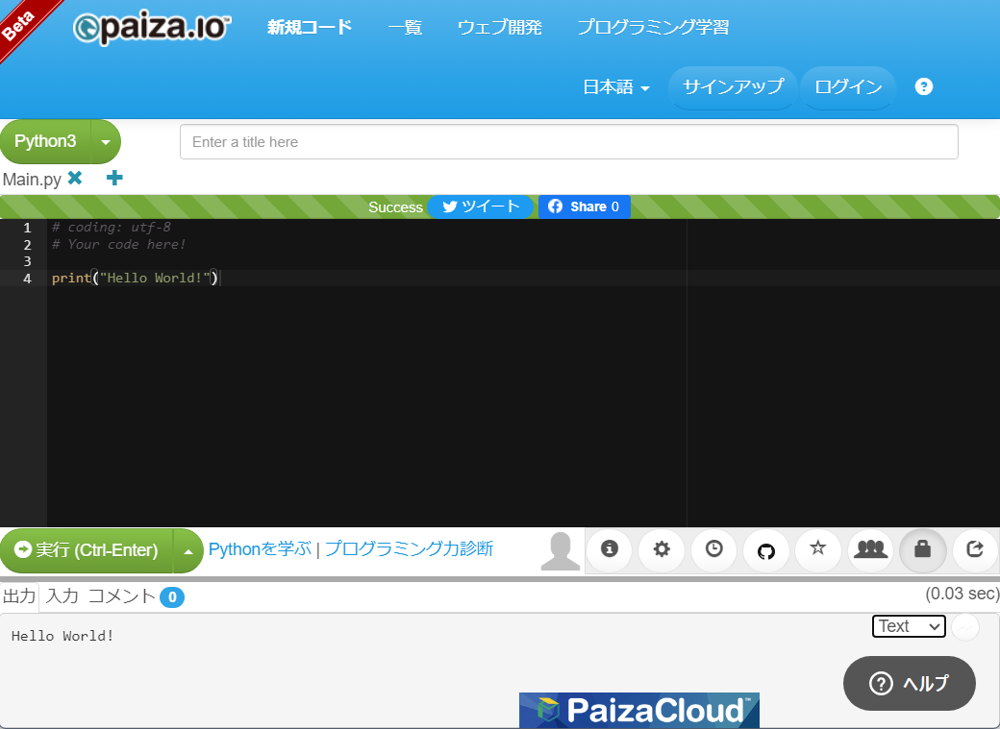 Beta
paiza.io™ 新規コード 一覧 ウェブ開発 プログラミング学習
日本語 サインアップ ログイン ?
Python3 Enter a title here
Main.py
Success ツイート Share 0
1 # coding: utf-8
2 # Your code here!
3
4 print("Hello World!")
実行 (Ctrl-Enter) Pythonを学ぶ | プログラミング力診断
出力 入力 コメント 0 (0.03 sec)
Text
Hello World!
? ヘルプ
PaizaCloud™